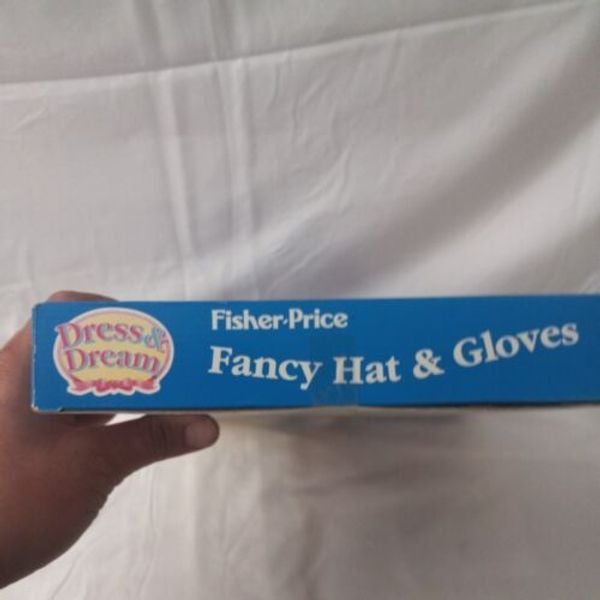 Dress &
Dream
Fisher-Price
Fancy Hat & Gloves